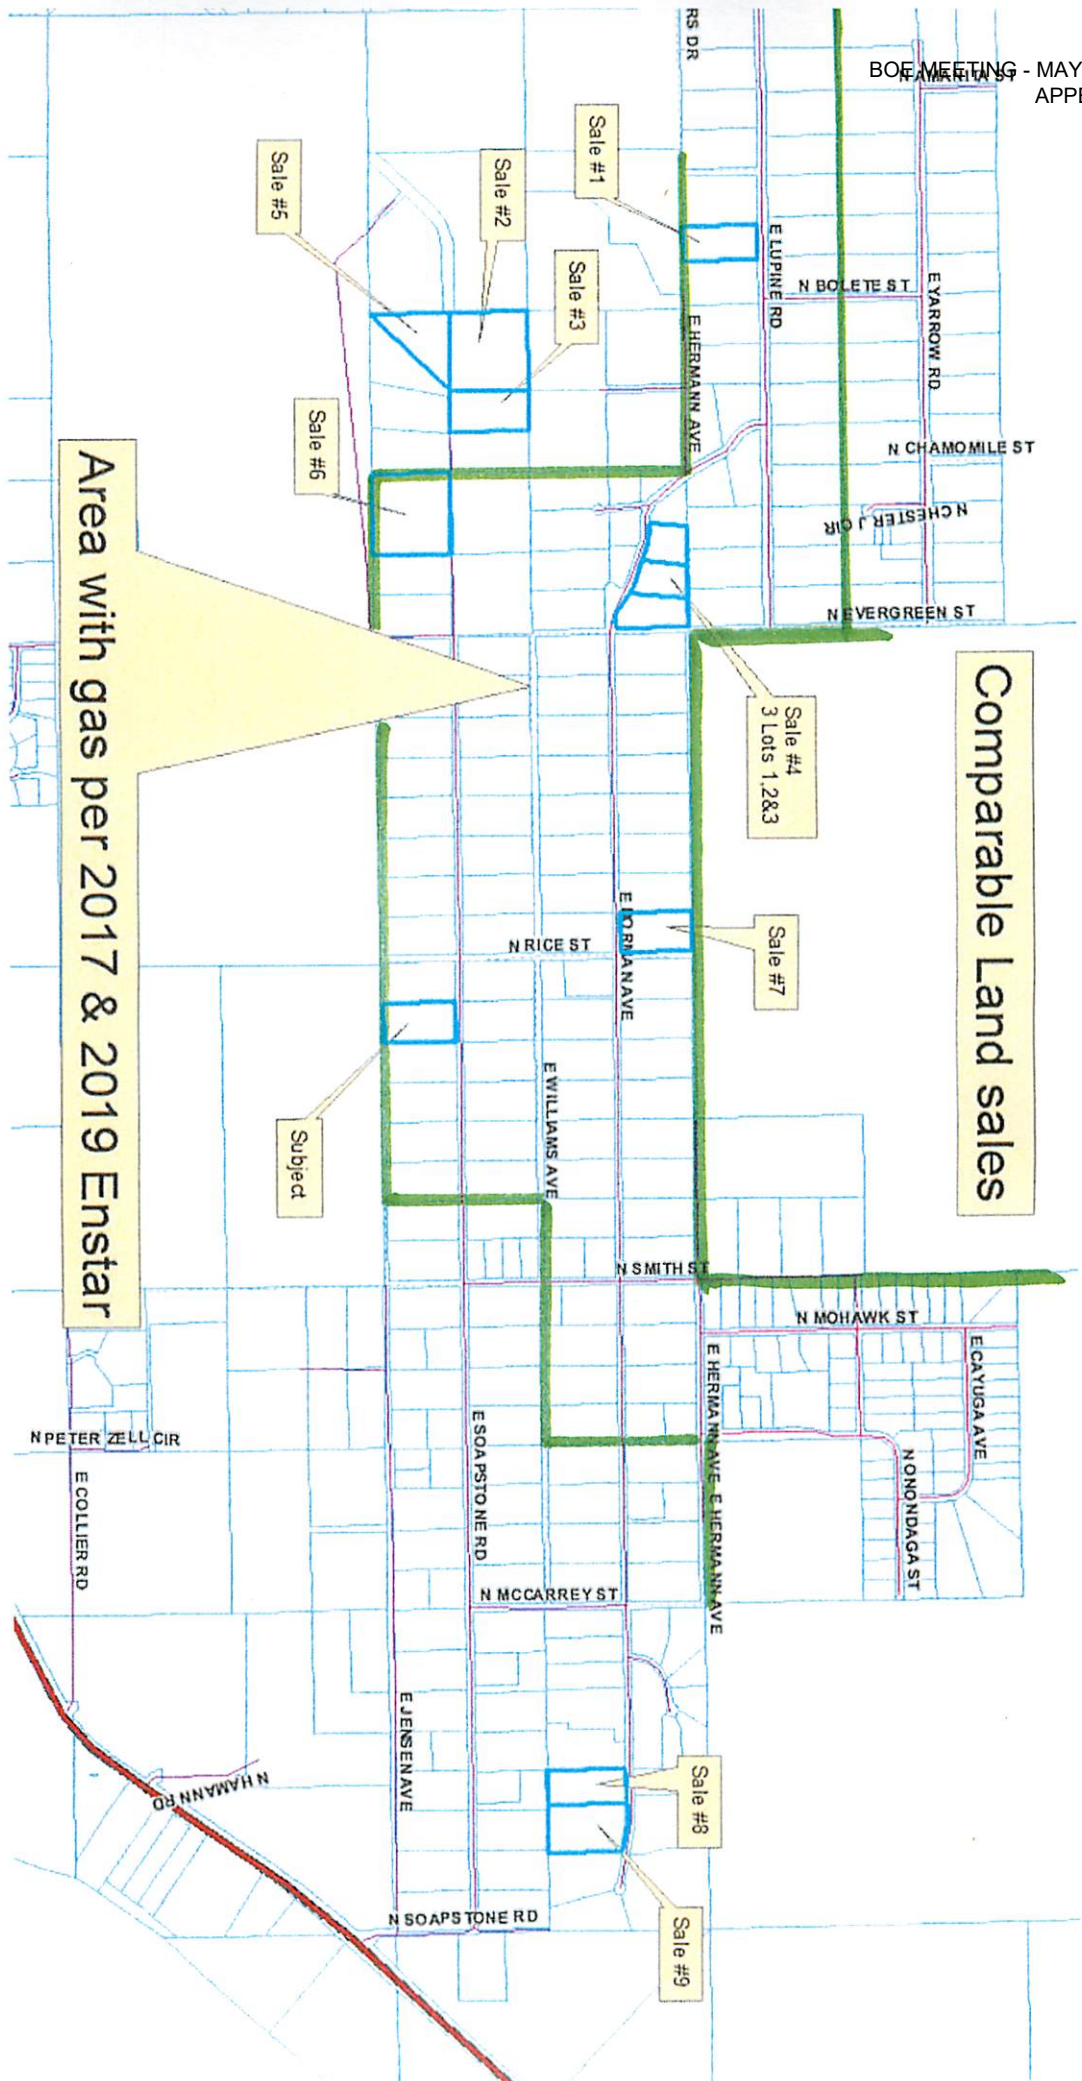 BOE MEETING - MAY
APPE
Comparable Land sales
Area with gas per 2017 & 2019 Enstar
RS DR
N AMANITA ST
Sale #1
Sale #5
Sale #2
Sale #3
Sale #6
E LUPINE RD
N BOLETE ST
E YARROW RD
E HERMANN AVE
N CHAMOMILE ST
N CHESTER J CIR
N EVERGREEN ST
Sale #4
3 Lots 1,2&3
Sale #7
E DORMAN AVE
N RICE ST
Subject
E WILLIAMS AVE
N SMITH ST
N MOHAWK ST
E CAYUGA AVE
E HERMANN AVE
E HERMANN AVE
N ONONDAGA ST
N PETER ZELL CIR
E COLLIER RD
E SOAPSTONE RD
N MCCARREY ST
E JENSEN AVE
N HAMANN RD
Sale #8
Sale #9
N SOAPSTONE RD